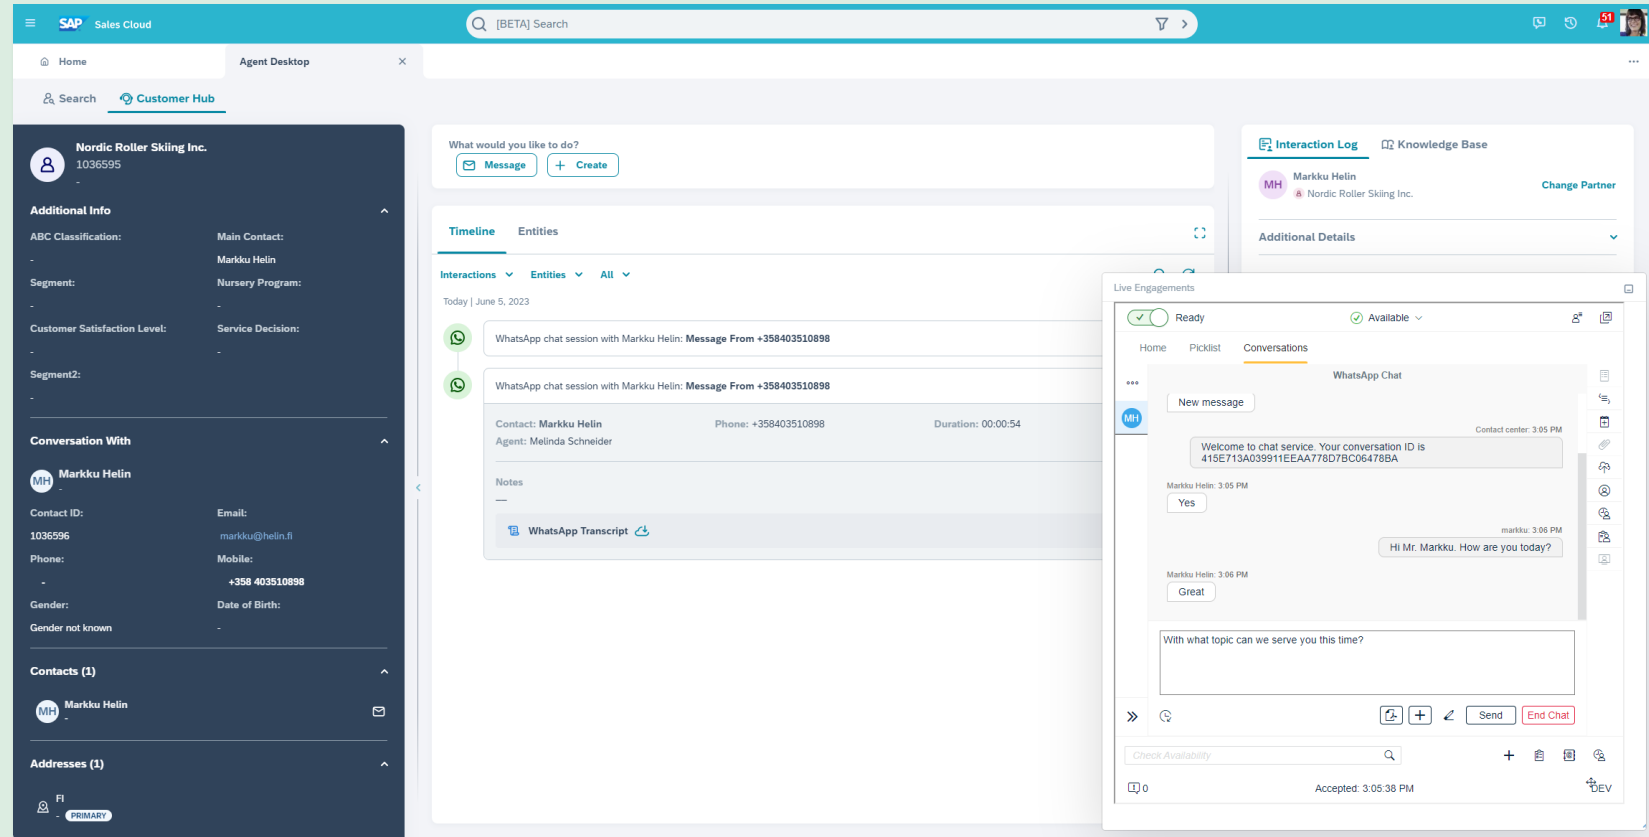 SAP Sales Cloud
[BETA] Search
51
Home
Agent Desktop
Search
Customer Hub
Nordic Roller Skiing Inc.
1036595
-
Additional Info
ABC Classification:
Main Contact:
-
Markku Helin
Segment:
Nursery Program:
-
-
Customer Satisfaction Level:
Service Decision:
-
-
Segment2:
-
Conversation With
MH
Markku Helin
-
Contact ID:
Email:
1036596
markku@helin.fi
Phone:
Mobile:
-
+358 403510898
Gender:
Date of Birth:
Gender not known
-
Contacts (1)
MH
Markku Helin
-
Addresses (1)
FI
- PRIMARY
What would you like to do?
Message
Create
Timeline
Entities
Interactions
Entities
All
Today | June 5, 2023
WhatsApp chat session with Markku Helin: Message From +358403510898
WhatsApp chat session with Markku Helin: Message From +358403510898
Contact: Markku Helin
Phone: +358403510898
Duration: 00:00:54
Agent: Melinda Schneider
Notes
—
WhatsApp Transcript
Interaction Log
Knowledge Base
MH
Markku Helin
Nordic Roller Skiing Inc.
Change Partner
Additional Details
Live Engagements
Ready
Available
Home
Picklist
Conversations
WhatsApp Chat
MH
New message
Contact center: 3:05 PM
Welcome to chat service. Your conversation ID is
415E713A039911EEAA778D7BC06478BA
Markku Helin: 3:05 PM
Yes
markku: 3:06 PM
Hi Mr. Markku. How are you today?
Markku Helin: 3:06 PM
Great
With what topic can we serve you this time?
Send
End Chat
Check Availability
0
Accepted: 3:05:38 PM
DEV